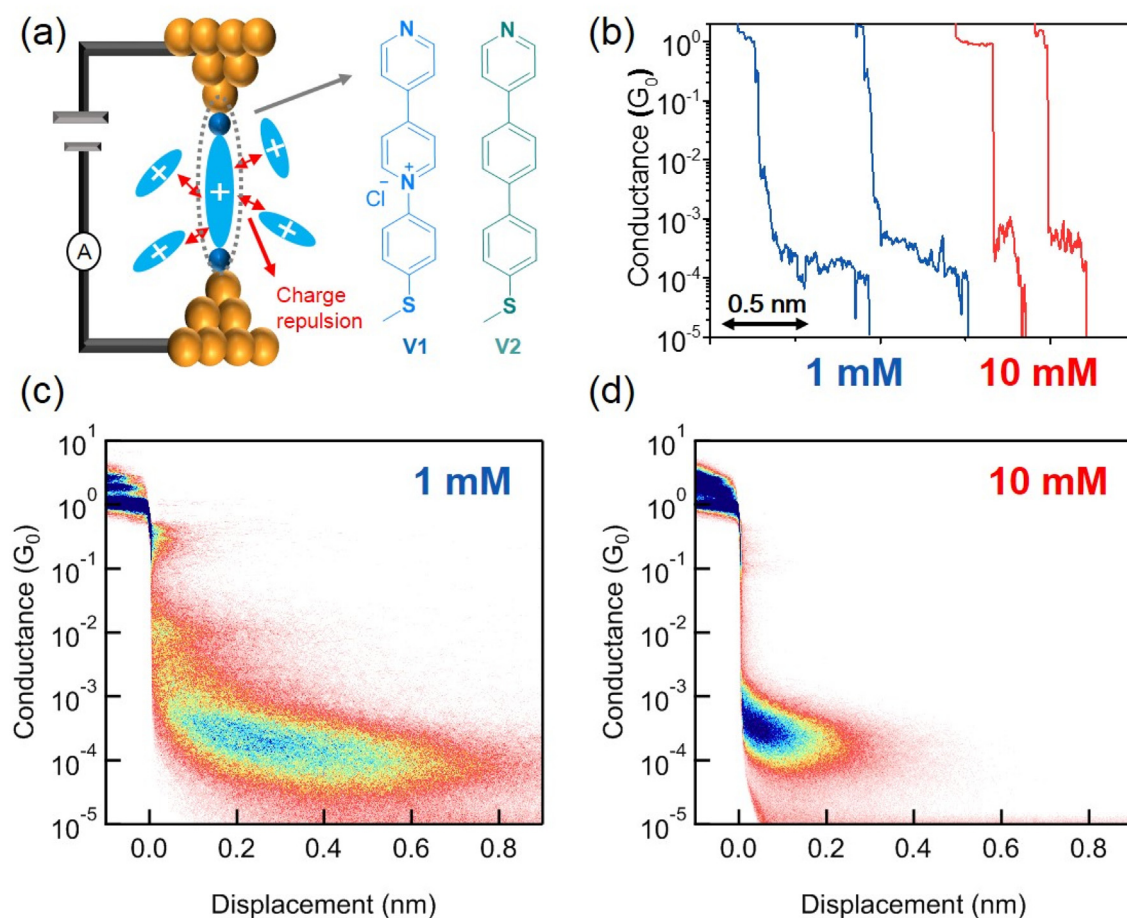 (a)
A
+
+
+
+
+
Charge
repulsion
N
N
+
Cl
−
N
S
S
V1
V2
(b)
Conductance (G0)
10^0
10^-1
10^-2
10^-3
10^-4
10^-5
0.5 nm
1 mM
10 mM
(c)
Conductance (G0)
10^1
10^0
10^-1
10^-2
10^-3
10^-4
10^-5
1 mM
0.0 0.2 0.4 0.6 0.8
Displacement (nm)
(d)
Conductance (G0)
10^1
10^0
10^-1
10^-2
10^-3
10^-4
10^-5
10 mM
0.0 0.2 0.4 0.6 0.8
Displacement (nm)